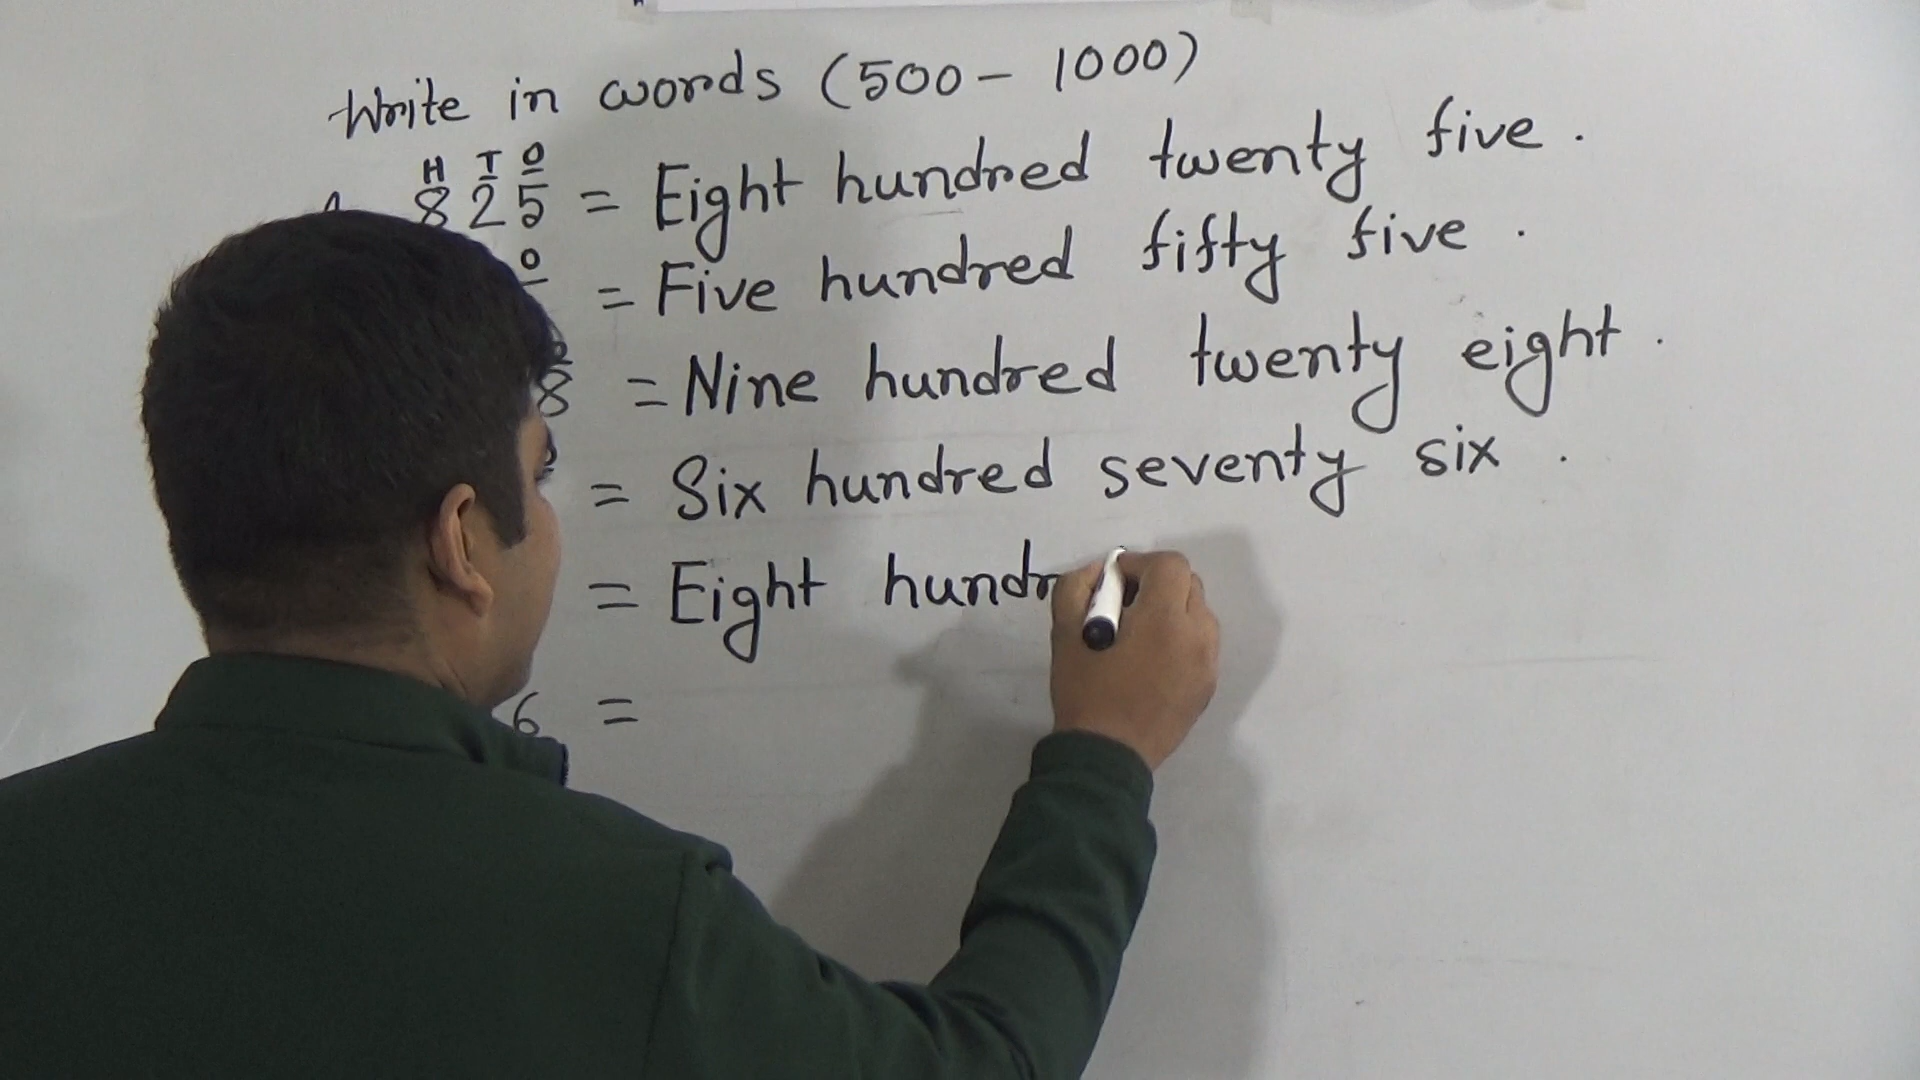 Write in words (500 - 1000)
H T O
825 = Eight hundred twenty five.
O
= Five hundred fifty five.
8 = Nine hundred twenty eight.
= Six hundred seventy six.
= Eight hundr
6 =